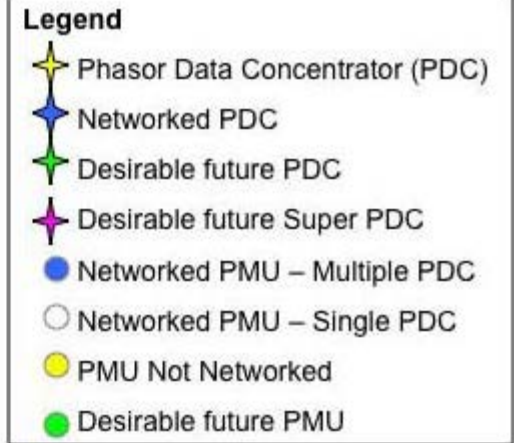 Legend
Phasor Data Concentrator (PDC)
Networked PDC
Desirable future PDC
Desirable future Super PDC
Networked PMU – Multiple PDC
Networked PMU – Single PDC
PMU Not Networked
Desirable future PMU